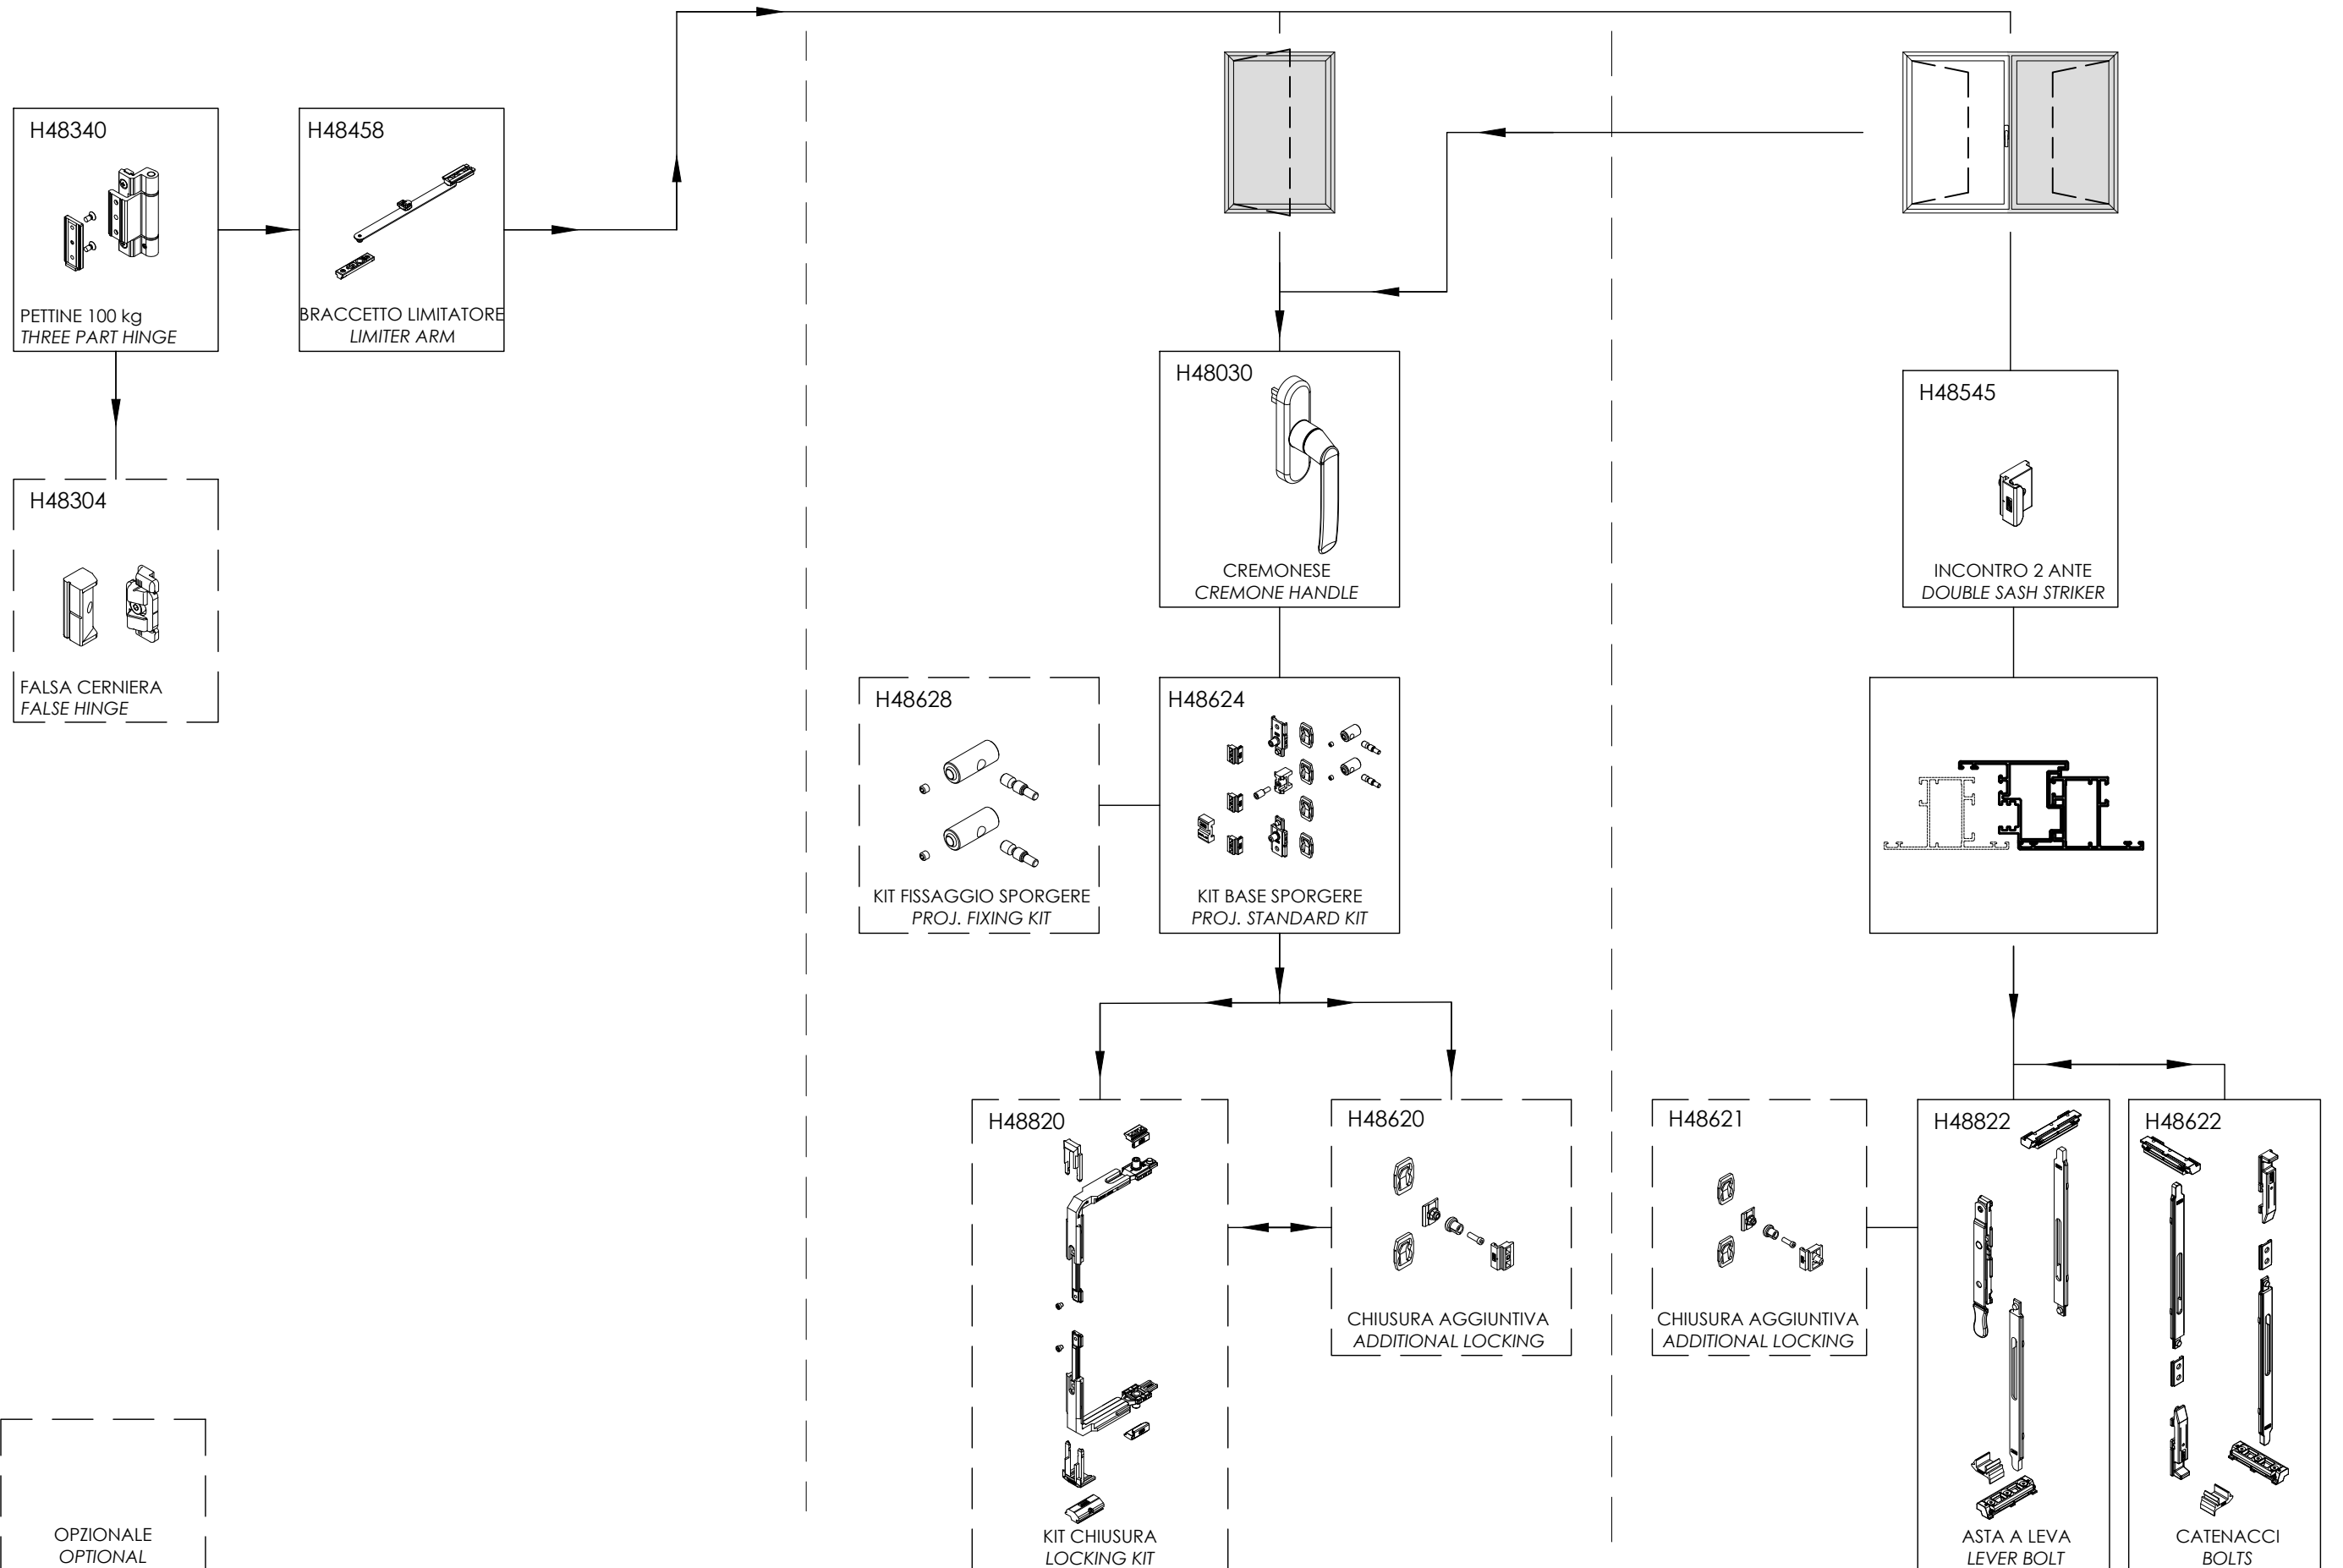 H48340
PETTINE 100 kg
THREE PART HINGE
H48458
BRACCETTO LIMITATORE
LIMITER ARM
H48304
FALSA CERNIERA
FALSE HINGE
H48030
CREMONESE
CREMONE HANDLE
H48545
INCONTRO 2 ANTE
DOUBLE SASH STRIKER
H48628
KIT FISSAGGIO SPORGERE
PROJ. FIXING KIT
H48624
KIT BASE SPORGERE
PROJ. STANDARD KIT
H48820
KIT CHIUSURA
LOCKING KIT
H48620
CHIUSURA AGGIUNTIVA
ADDITIONAL LOCKING
H48621
CHIUSURA AGGIUNTIVA
ADDITIONAL LOCKING
H48822
ASTA A LEVA
LEVER BOLT
H48622
CATENACCI
BOLTS
OPZIONALE
OPTIONAL